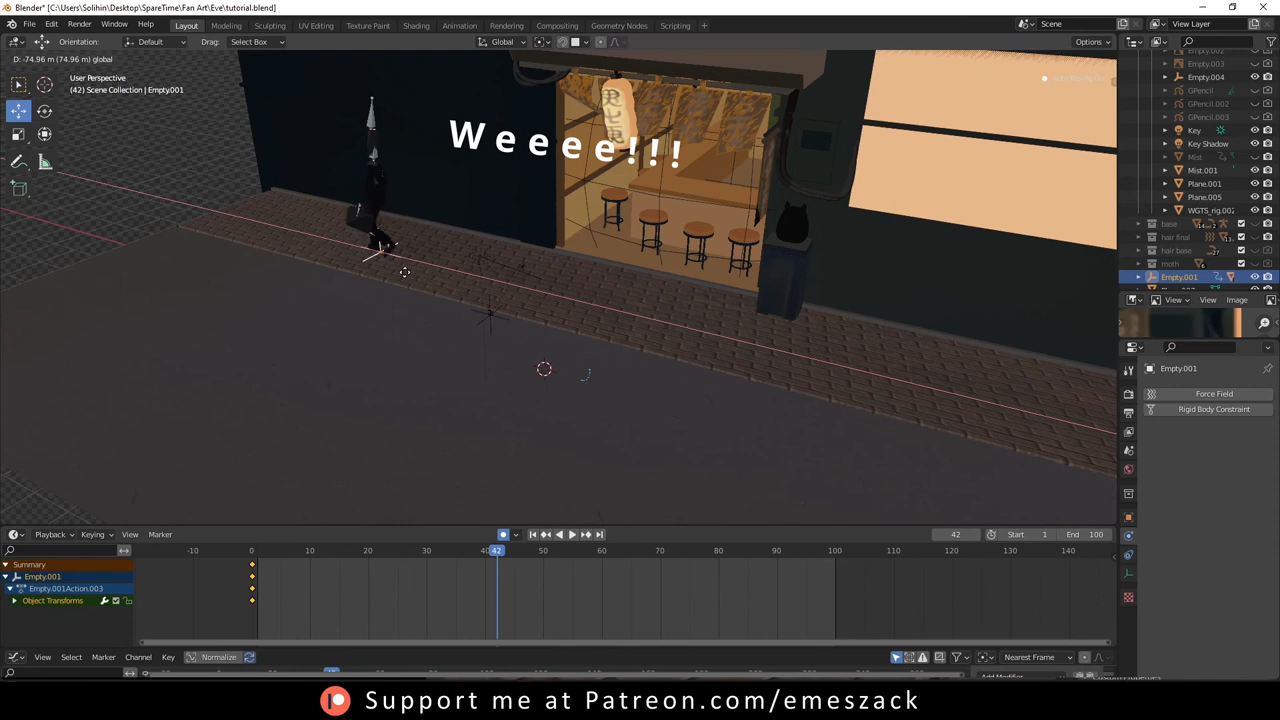 Blender* [C:\Users\Solihin\Desktop\SpareTime\Fan Art\Eve\tutorial.blend]
File Edit Render Window Help Layout Modeling Sculpting UV Editing Texture Paint Shading Animation Rendering Compositing Geometry Nodes Scripting + Scene View Layer
Orientation: Default Drag: Select Box Global Options
D: -74.96 m (74.96 m) global
User Perspective
(42) Scene Collection | Empty.001
Weeee!!!
Empty.002
Empty.003
Empty.004
GPencil
GPencil.002
GPencil.003
Key
Key Shadow
Mist
Mist.001
Plane.001
Plane.005
WGTS_rig.002
base
hair final
hair base
moth
Empty.001
View View Image
Empty.001
Force Field
Rigid Body Constraint
Playback Keying View Marker 42 Start 1 End 100
-10 0 10 20 30 40 42 50 60 70 80 90 100 110 120 130 140
Summary
Empty.001
Empty.001Action.003
Object Transforms
View Select Marker Channel Key Normalize Nearest Frame
Support me at Patreon.com/emeszack